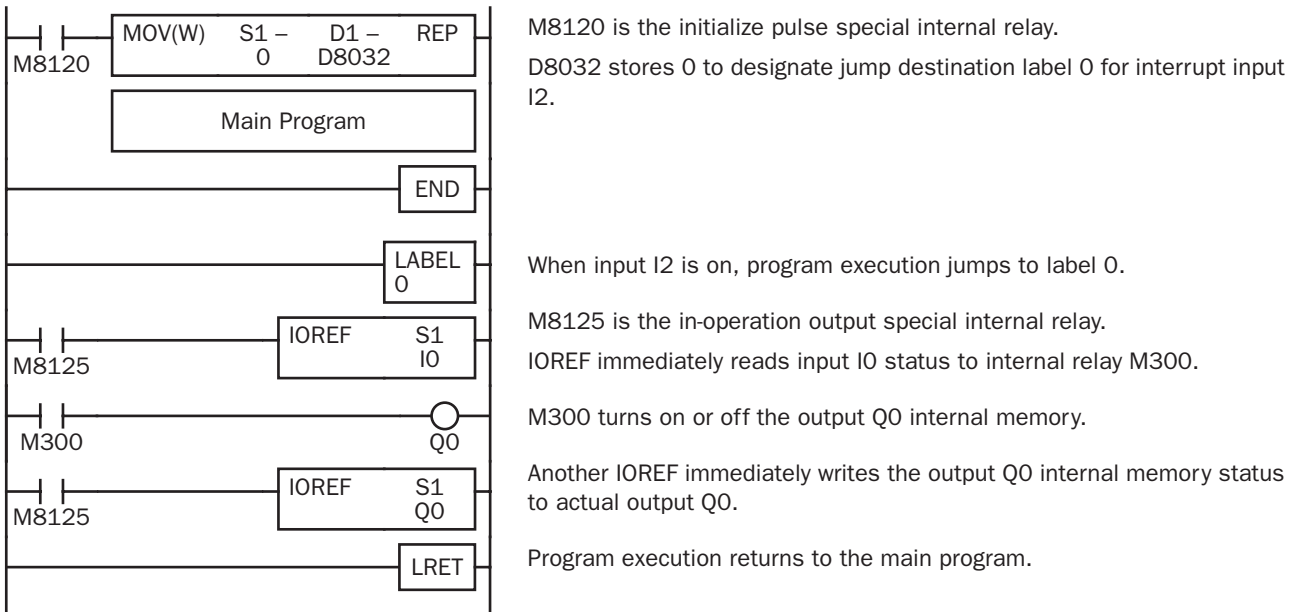 MOV(W) S1 – D1 – REP
0 D8032
M8120
M8120 is the initialize pulse special internal relay.
D8032 stores 0 to designate jump destination label 0 for interrupt input
I2.
Main Program
END
LABEL
0
When input I2 is on, program execution jumps to label 0.
IOREF S1
I0
M8125
M8125 is the in-operation output special internal relay.
IOREF immediately reads input I0 status to internal relay M300.
M300
Q0
M300 turns on or off the output Q0 internal memory.
IOREF S1
Q0
M8125
Another IOREF immediately writes the output Q0 internal memory status
to actual output Q0.
LRET
Program execution returns to the main program.